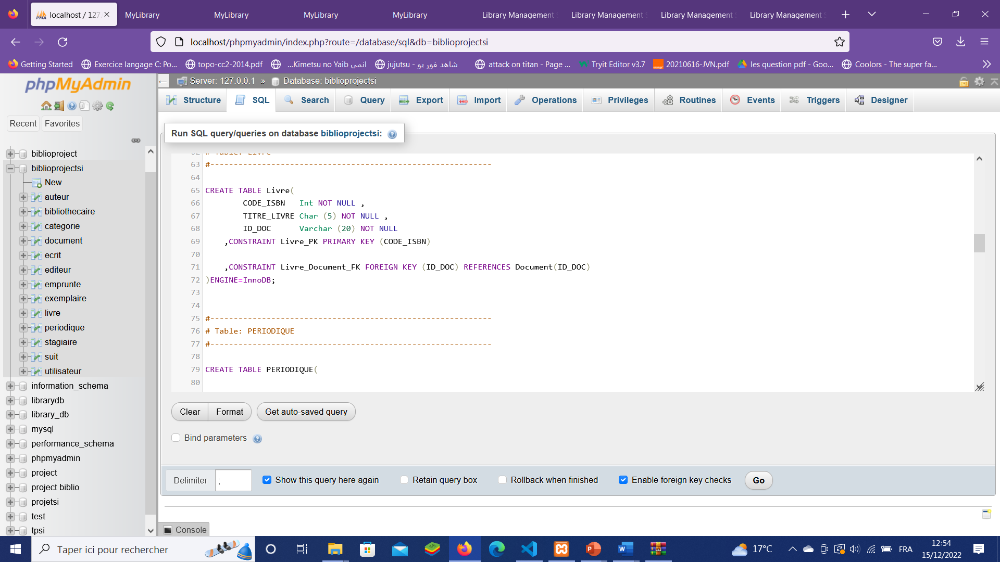 localhost / 127
MyLibrary
MyLibrary
MyLibrary
MyLibrary
Library Management
Library Management
Library Management
Library Management
localhost/phpmyadmin/index.php?route=/database/sql&db=biblioprojectsi
Getting Started
Exercice langage C: Po...
topo-cc2-2014.pdf
...Kimetsu no Yaib انمي
jujutsu - شاهد فور يو
attack on titan - Page ...
Tryit Editor v3.7
20210616-JVN.pdf
les question pdf - Goo...
Coolors - The super fa...
phpMyAdmin
Server: 127.0.0.1 » Database: biblioprojectsi
Structure
SQL
Search
Query
Export
Import
Operations
Privileges
Routines
Events
Triggers
Designer
Recent
Favorites
biblioproject
biblioprojectsi
New
auteur
bibliothecaire
categorie
document
ecrit
editeur
emprunte
exemplaire
livre
periodique
stagiaire
suit
utilisateur
information_schema
librarydb
library_db
mysql
performance_schema
phpmyadmin
project
project biblio
projetsi
test
tpsi
Run SQL query/queries on database biblioprojectsi:
62 # Table: Livre
63 #------------------------------------------------------------
64
65 CREATE TABLE Livre(
66 CODE_ISBN Int NOT NULL ,
67 TITRE_LIVRE Char (5) NOT NULL ,
68 ID_DOC Varchar (20) NOT NULL
69 ,CONSTRAINT Livre_PK PRIMARY KEY (CODE_ISBN)
70
71 ,CONSTRAINT Livre_Document_FK FOREIGN KEY (ID_DOC) REFERENCES Document(ID_DOC)
72 )ENGINE=InnoDB;
73
74
75 #------------------------------------------------------------
76 # Table: PERIODIQUE
77 #------------------------------------------------------------
78
79 CREATE TABLE PERIODIQUE(
80
Clear
Format
Get auto-saved query
Bind parameters
Delimiter ;
Show this query here again
Retain query box
Rollback when finished
Enable foreign key checks
Go
Console
Taper ici pour rechercher
17°C
FRA
12:54
15/12/2022